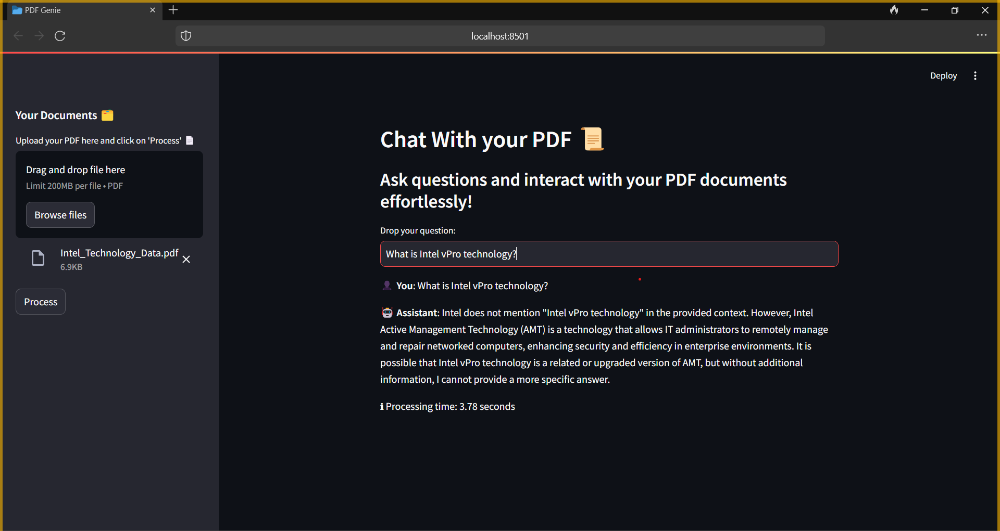 PDF Genie
localhost:8501
Deploy
Your Documents
Upload your PDF here and click on 'Process'
Drag and drop file here
Limit 200MB per file • PDF
Browse files
Intel_Technology_Data.pdf
6.9KB
Process
Chat With your PDF
Ask questions and interact with your PDF documents
effortlessly!
Drop your question:
What is Intel vPro technology?
You: What is Intel vPro technology?
Assistant: Intel does not mention "Intel vPro technology" in the provided context. However, Intel
Active Management Technology (AMT) is a technology that allows IT administrators to remotely manage
and repair networked computers, enhancing security and efficiency in enterprise environments. It is
possible that Intel vPro technology is a related or upgraded version of AMT, but without additional
information, I cannot provide a more specific answer.
ℹ Processing time: 3.78 seconds